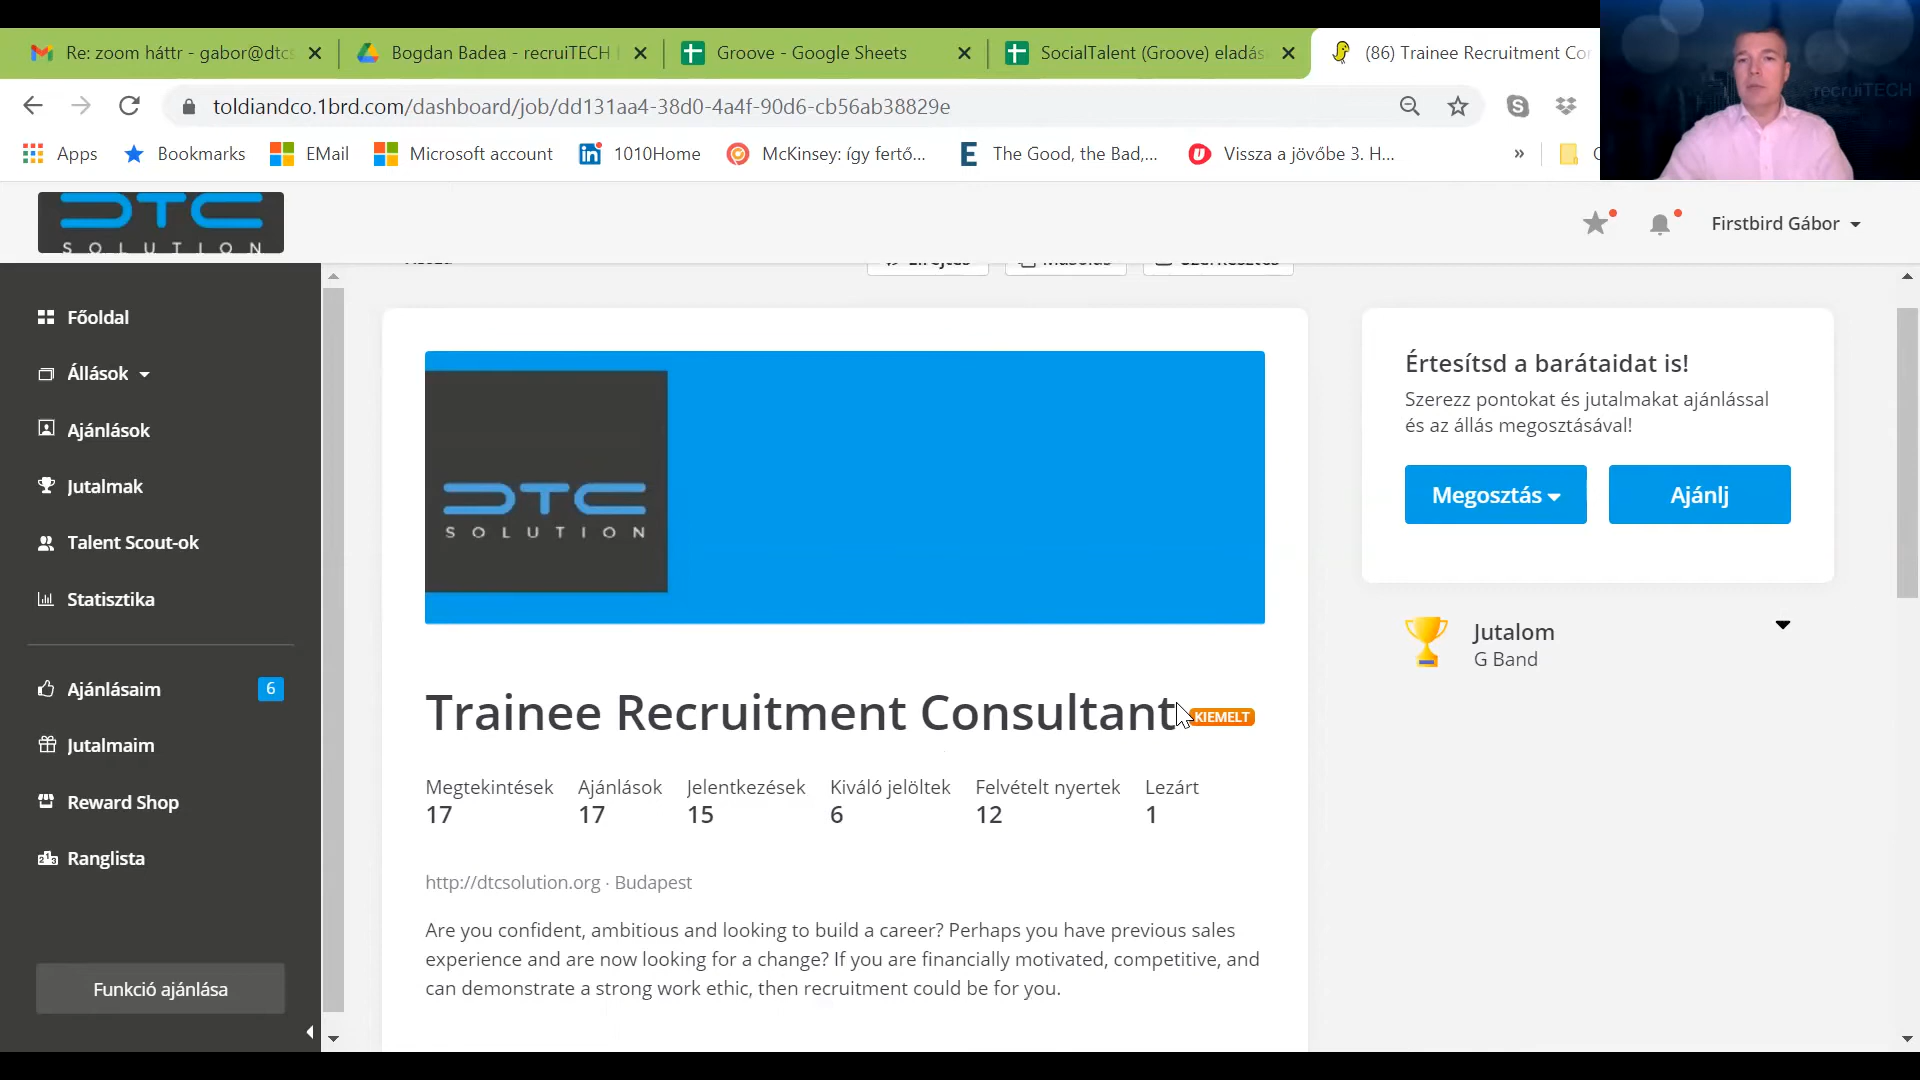 Re: zoom háttr - gabor@dtcs
Bogdan Badea - recruiTECH
Groove - Google Sheets
SocialTalent (Groove) eladás
(86) Trainee Recruitment Co
toldiandco.1brd.com/dashboard/job/dd131aa4-38d0-4a4f-90d6-cb56ab38829e
recruiTECH
Apps
Bookmarks
EMail
Microsoft account
1010Home
McKinsey: így fertő...
The Good, the Bad,...
Vissza a jövőbe 3. H...
»
DTC
SOLUTION
Firstbird Gábor
Elrejtés
Másolás
Szerkesztés
Főoldal
Állások
Ajánlások
Jutalmak
Talent Scout-ok
Statisztika
Ajánlásaim 6
Jutalmaim
Reward Shop
Ranglista
Funkció ajánlása
DTC
SOLUTION
Trainee Recruitment Consultant KIEMELT
Megtekintések Ajánlások Jelentkezések Kiváló jelöltek Felvételt nyertek Lezárt
17 17 15 6 12 1
http://dtcsolution.org · Budapest
Are you confident, ambitious and looking to build a career? Perhaps you have previous sales
experience and are now looking for a change? If you are financially motivated, competitive, and
can demonstrate a strong work ethic, then recruitment could be for you.
Értesítsd a barátaidat is!
Szerezz pontokat és jutalmakat ajánlással
és az állás megosztásával!
Megosztás
Ajánlj
Jutalom
G Band